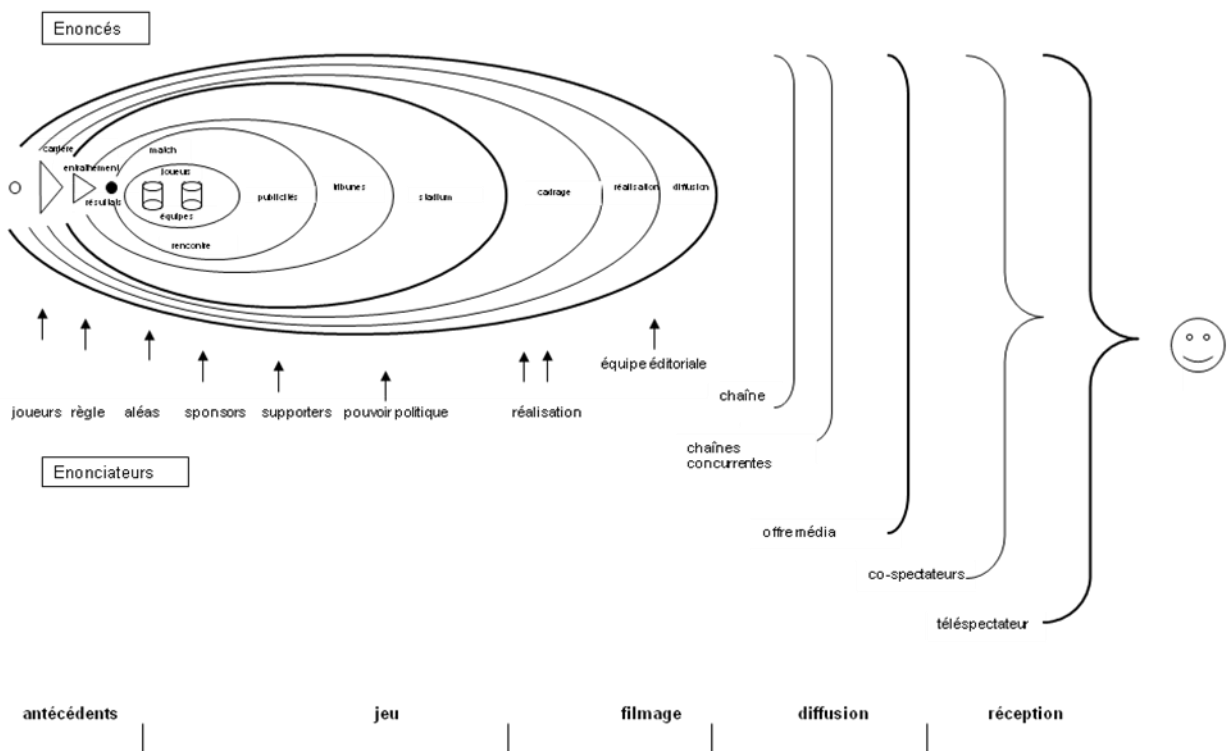 Enoncés
carrière
match
entraînement
joueurs
résultats
équipes
rencontre
publicités
tribunes
stadium
cadrage
réalisation
diffusion
joueurs
règle
aléas
sponsors
supporters
pouvoir politique
réalisation
équipe éditoriale
chaîne
chaînes
concurrentes
Enonciateurs
offre média
co-spectateurs
téléspectateur
antécédents
jeu
filmage
diffusion
réception